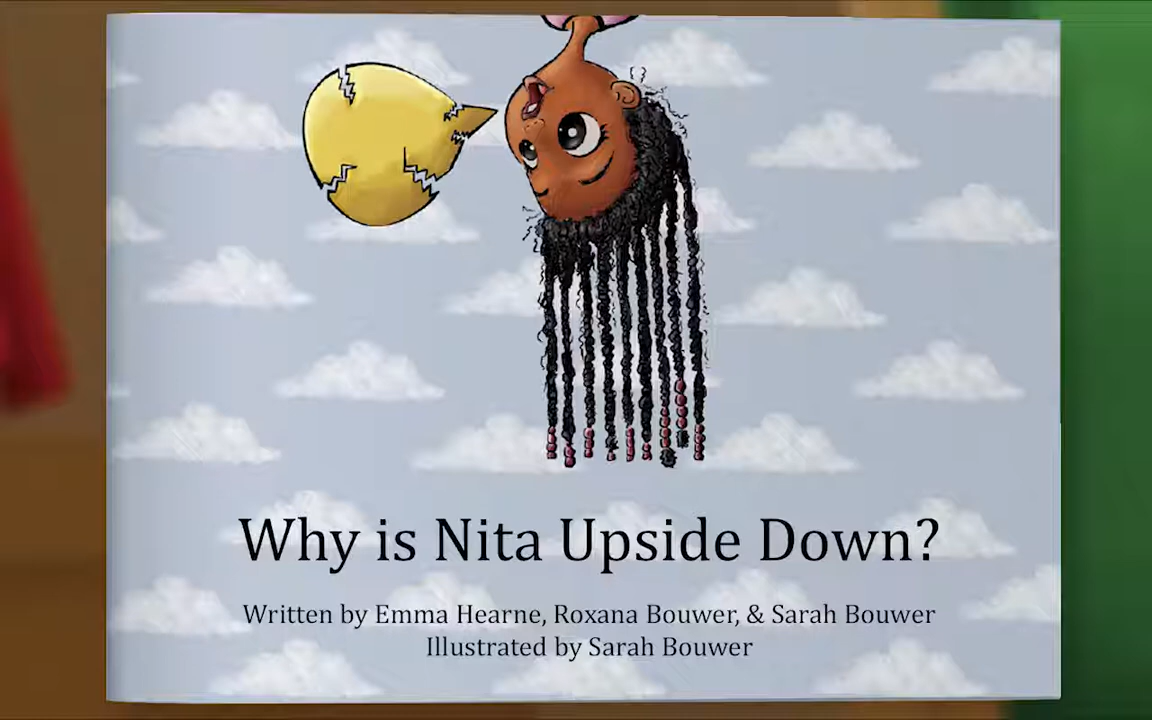 Why is Nita Upside Down?
Written by Emma Hearne, Roxana Bouwer, & Sarah Bouwer
Illustrated by Sarah Bouwer